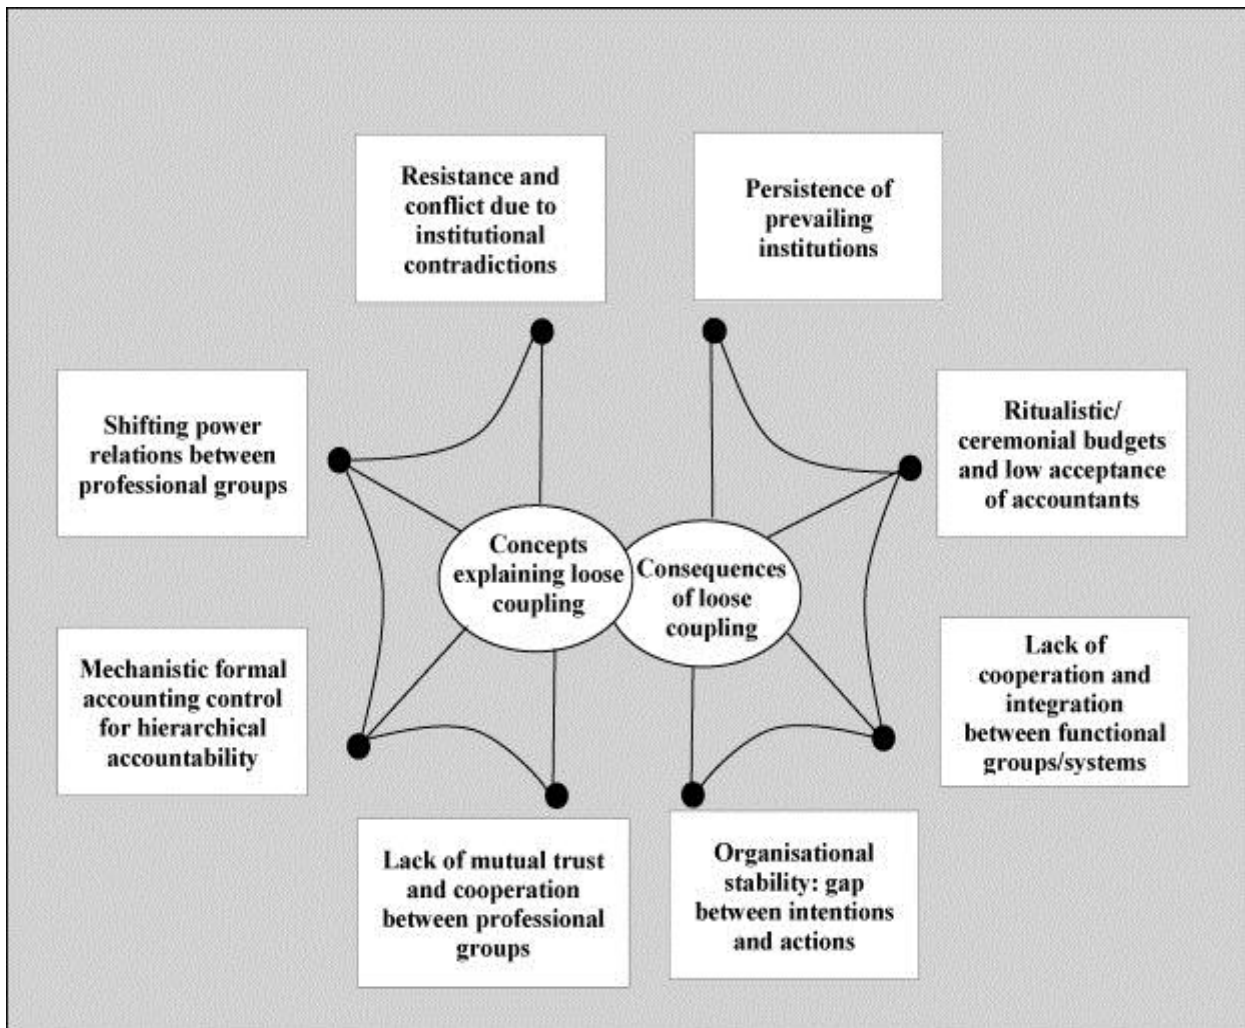 Resistance and
conflict due to
institutional
contradictions
Persistence of
prevailing
institutions
Shifting power
relations between
professional groups
Ritualistic/
ceremonial budgets
and low acceptance
of accountants
Concepts
explaining loose
coupling
Consequences
of loose
coupling
Mechanistic formal
accounting control
for hierarchical
accountability
Lack of
cooperation and
integration
between functional
groups/systems
Lack of mutual trust
and cooperation
between professional
groups
Organisational
stability: gap
between intentions
and actions